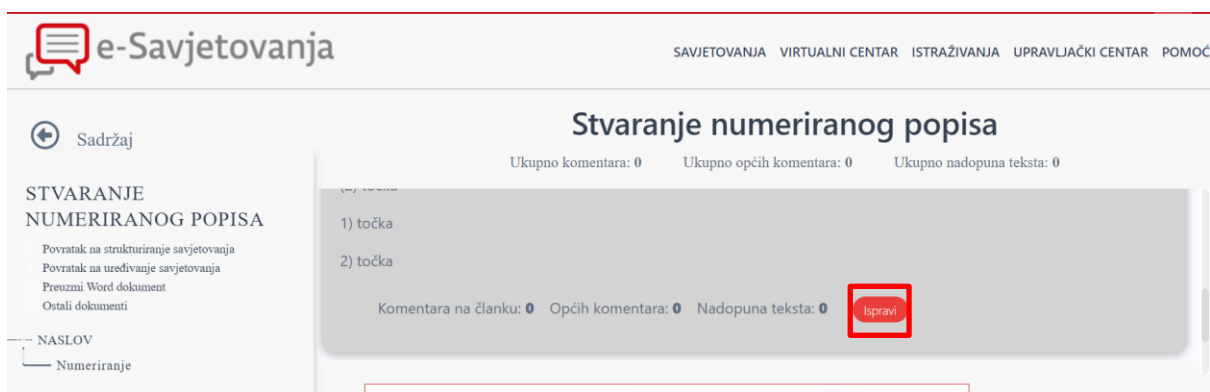 e-Savjetovanja
SAVJETOVANJA VIRTUALNI CENTAR ISTRAŽIVANJA UPRAVLJAČKI CENTAR POMOĆ
Sadržaj
Stvaranje numeriranog popisa
Ukupno komentara: 0 Ukupno općih komentara: 0 Ukupno nadopuna teksta: 0
STVARANJE
NUMERIRANOG POPISA
Povratak na strukturiranje savjetovanja
Povratak na uređivanje savjetovanja
Preuzmi Word dokument
Ostali dokumenti
NASLOV
Numeriranje
(2) točka
1) točka
2) točka
Komentara na članku: 0 Općih komentara: 0 Nadopuna teksta: 0 Ispravi